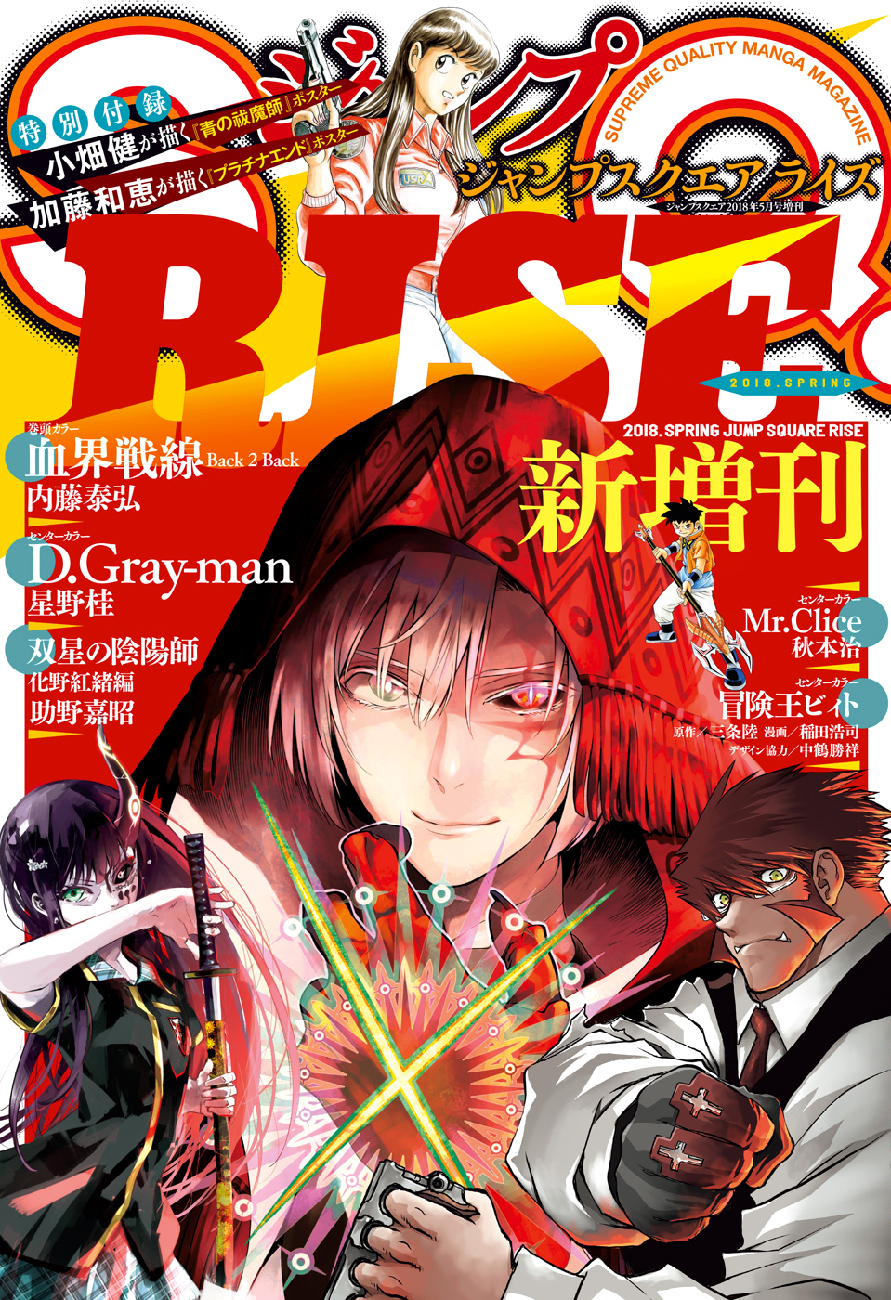 ジャンプ
SQ.
SUPREME QUALITY MANGA MAGAZINE
特別付録
小畑健が描く『青の祓魔師』ポスター
加藤和恵が描く『プラチナエンド』ポスター
ジャンプスクエア ライズ
ジャンプスクエア2018年5月号増刊
USA
RISE
2018.SPRING
2018.SPRING JUMP SQUARE RISE
新増刊
巻頭カラー
血界戦線 Back 2 Back
内藤泰弘
センターカラー
D.Gray-man
星野桂
双星の陰陽師
化野紅緒編
助野嘉昭
センターカラー
Mr.Clice
秋本治
センターカラー
冒険王ビィト
原作/三条陸 漫画/稲田浩司
デザイン協力/中鶴勝祥